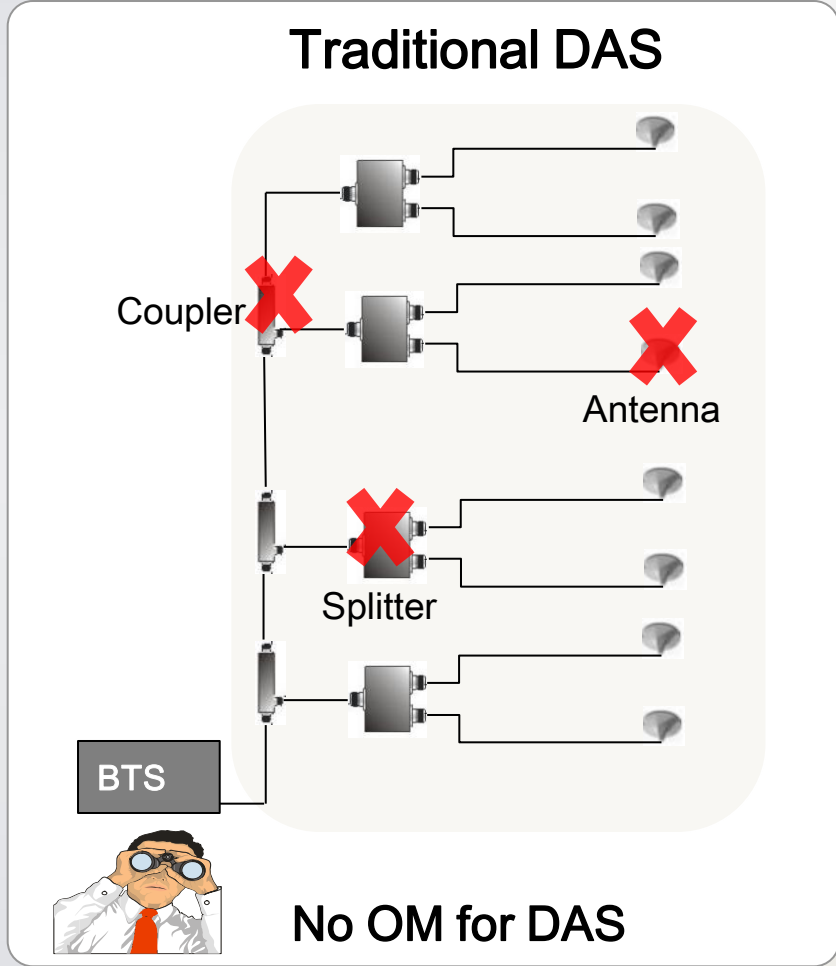 Traditional DAS
Coupler
Antenna
Splitter
BTS
No OM for DAS